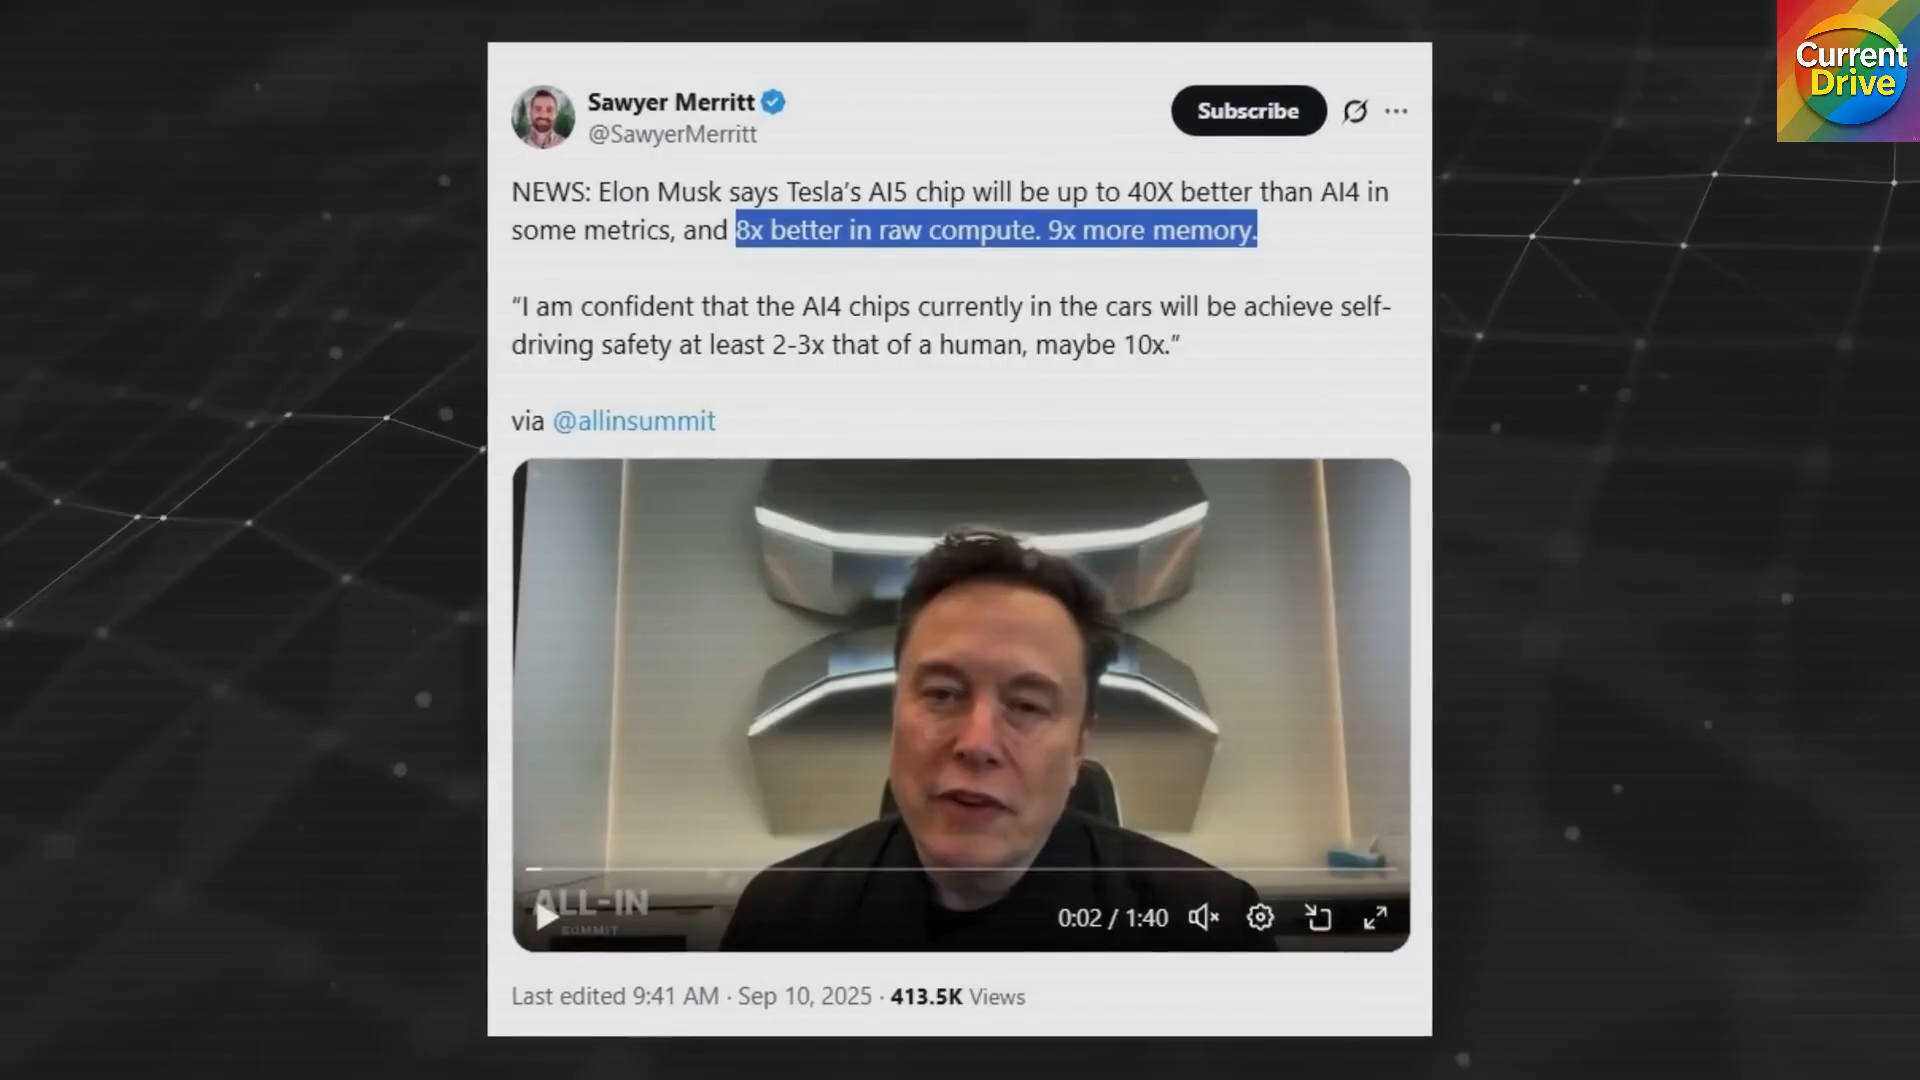 Current
Drive
Sawyer Merritt
@SawyerMerritt
Subscribe
NEWS: Elon Musk says Tesla’s AI5 chip will be up to 40X better than AI4 in
some metrics, and 8x better in raw compute. 9x more memory.
“I am confident that the AI4 chips currently in the cars will be achieve self-
driving safety at least 2-3x that of a human, maybe 10x.”
via @allinsummit
ALL-IN
SUMMIT
0:02 / 1:40
Last edited 9:41 AM · Sep 10, 2025 · 413.5K Views